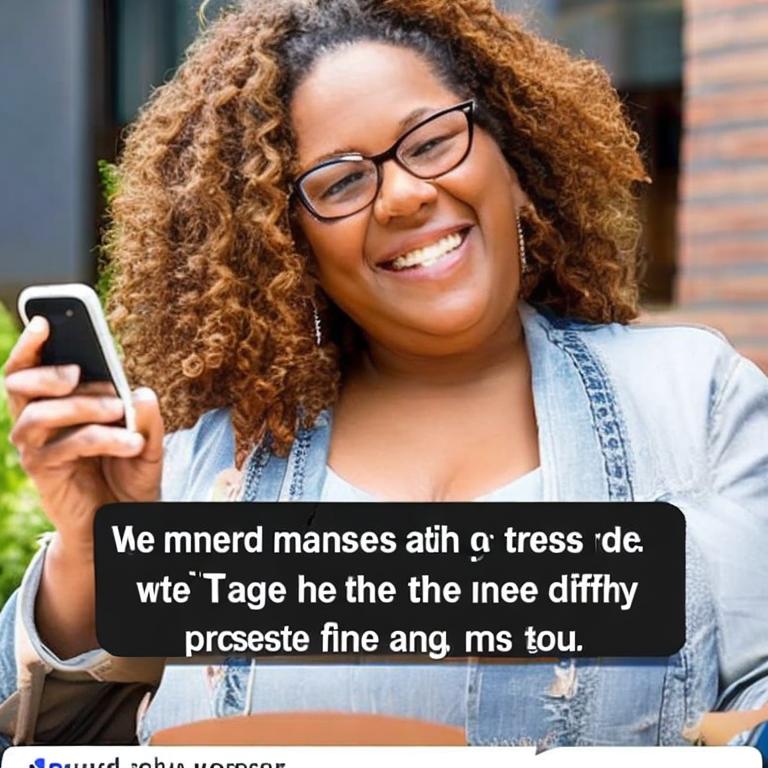 We mnerd manses atih a tress de.
wte "Tage he the the inee diffhy
prcseste fine ang, ms tou.